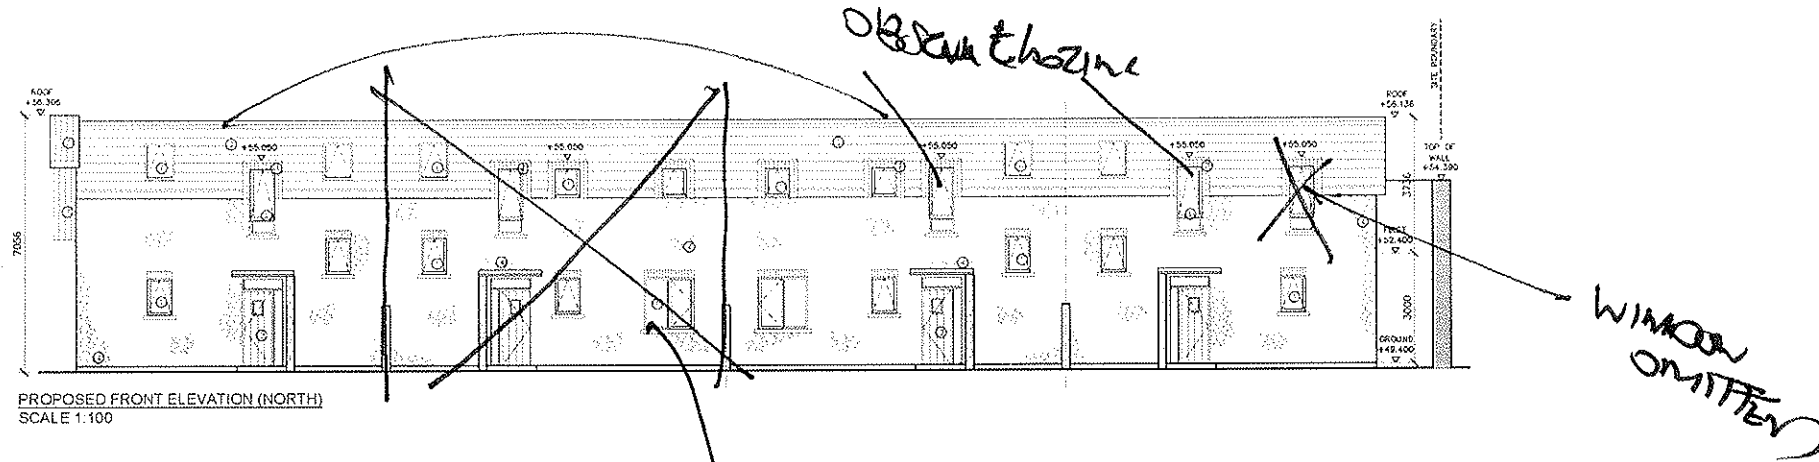 OBSCURE GLAZING
SITE BOUNDARY
ROOF
+56.306
ROOF
+56.136
+55.050
+55.050
+55.050
+55.050
+55.050
TOP OF
WALL
+54.390
3736
7056
FIRST
+52.400
3000
GROUND
+49.400
WINDOW
OMITTED
PROPOSED FRONT ELEVATION (NORTH)
SCALE 1:100